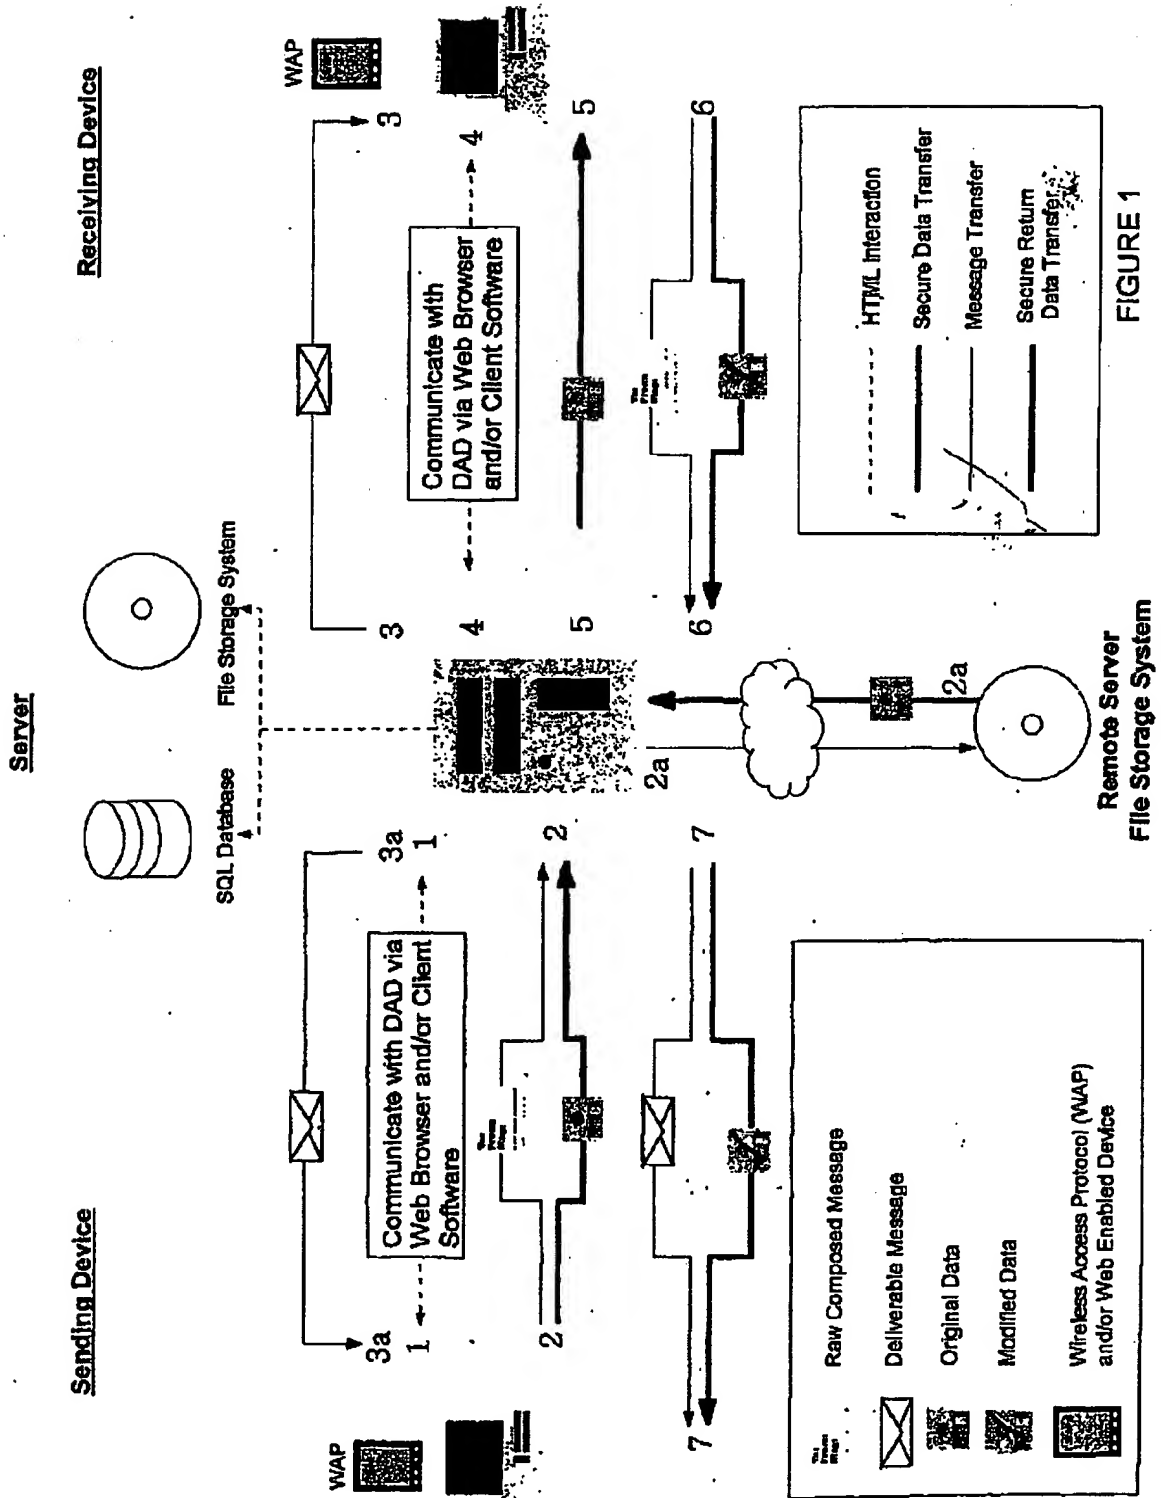 Server
Sending Device
Receiving Device
SQL Database
File Storage System
WAP
WAP
3a
3a
3
3
1
Communicate with DAD via
Web Browser and/or Client
Software
1
4
Communicate with
DAD via Web Browser
and/or Client Software
4
2
2
5
5
7
7
2a
2a
6
6
Remote Server
File Storage System
Raw Composed Message
Deliverable Message
Original Data
Modified Data
Wireless Access Protocol (WAP)
and/or Web Enabled Device
HTML Interaction
Secure Data Transfer
Message Transfer
Secure Return
Data Transfer
FIGURE 1